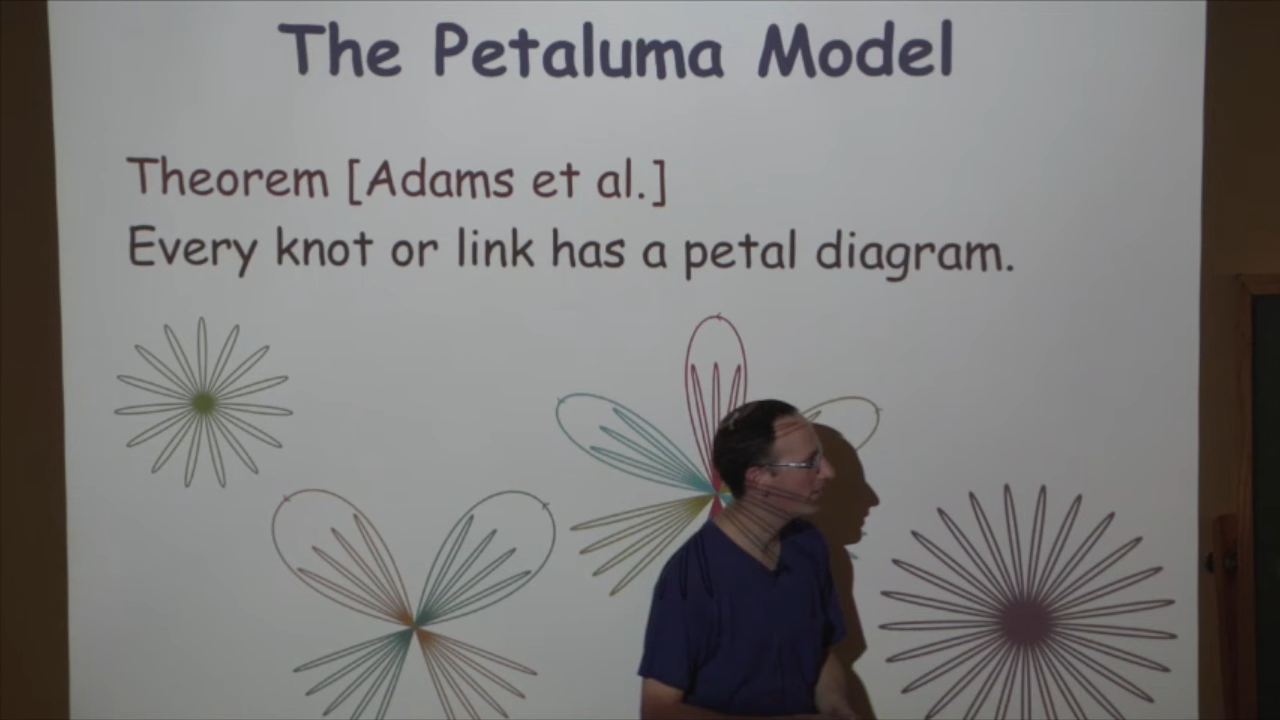 The Petaluma Model
Theorem [Adams et al.]
Every knot or link has a petal diagram.